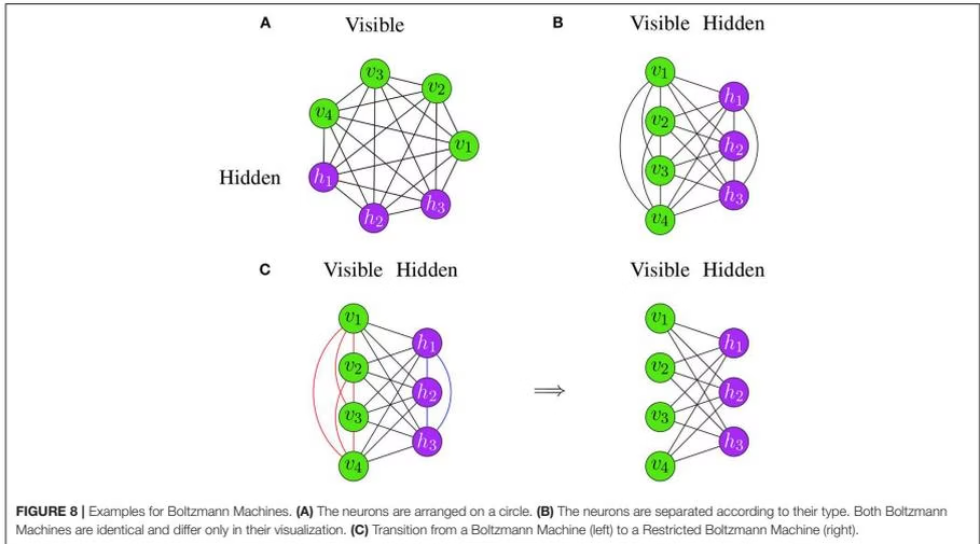 A Visible
v3
v2
v4
v1
Hidden
h1
h3
h2
B Visible Hidden
v1
h1
v2
h2
v3
h3
v4
C Visible Hidden
v1
h1
v2
h2
v3
h3
v4
⟹
Visible Hidden
v1
h1
v2
h2
v3
h3
v4
FIGURE 8 | Examples for Boltzmann Machines. (A) The neurons are arranged on a circle. (B) The neurons are separated according to their type. Both Boltzmann
Machines are identical and differ only in their visualization. (C) Transition from a Boltzmann Machine (left) to a Restricted Boltzmann Machine (right).